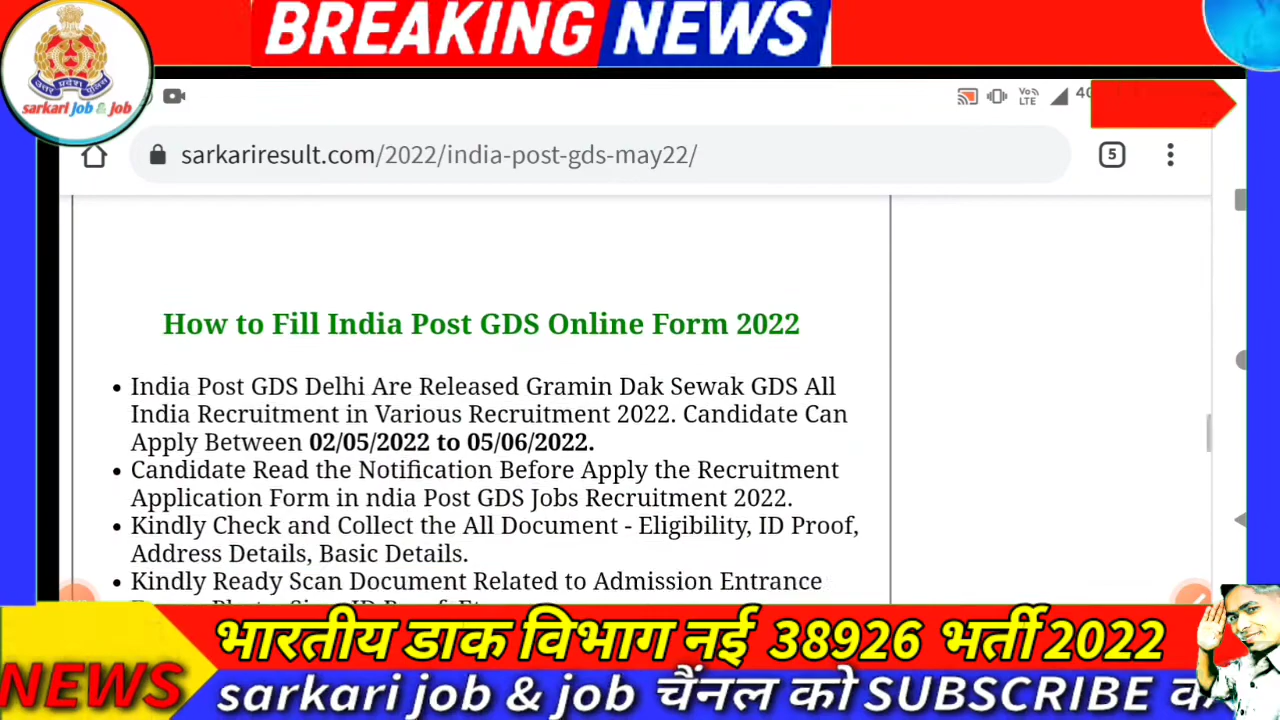 BREAKING NEWS
उत्तर प्रदेश पुलिस
sarkari job & job
Vo))
LTE
sarkariresult.com/2022/india-post-gds-may22/
5
How to Fill India Post GDS Online Form 2022
• India Post GDS Delhi Are Released Gramin Dak Sewak GDS All
India Recruitment in Various Recruitment 2022. Candidate Can
Apply Between 02/05/2022 to 05/06/2022.
• Candidate Read the Notification Before Apply the Recruitment
Application Form in ndia Post GDS Jobs Recruitment 2022.
• Kindly Check and Collect the All Document - Eligibility, ID Proof,
Address Details, Basic Details.
• Kindly Ready Scan Document Related to Admission Entrance
भारतीय डाक विभाग नई 38926 भर्ती 2022
NEWS
sarkari job & job चैंनल को SUBSCRIBE